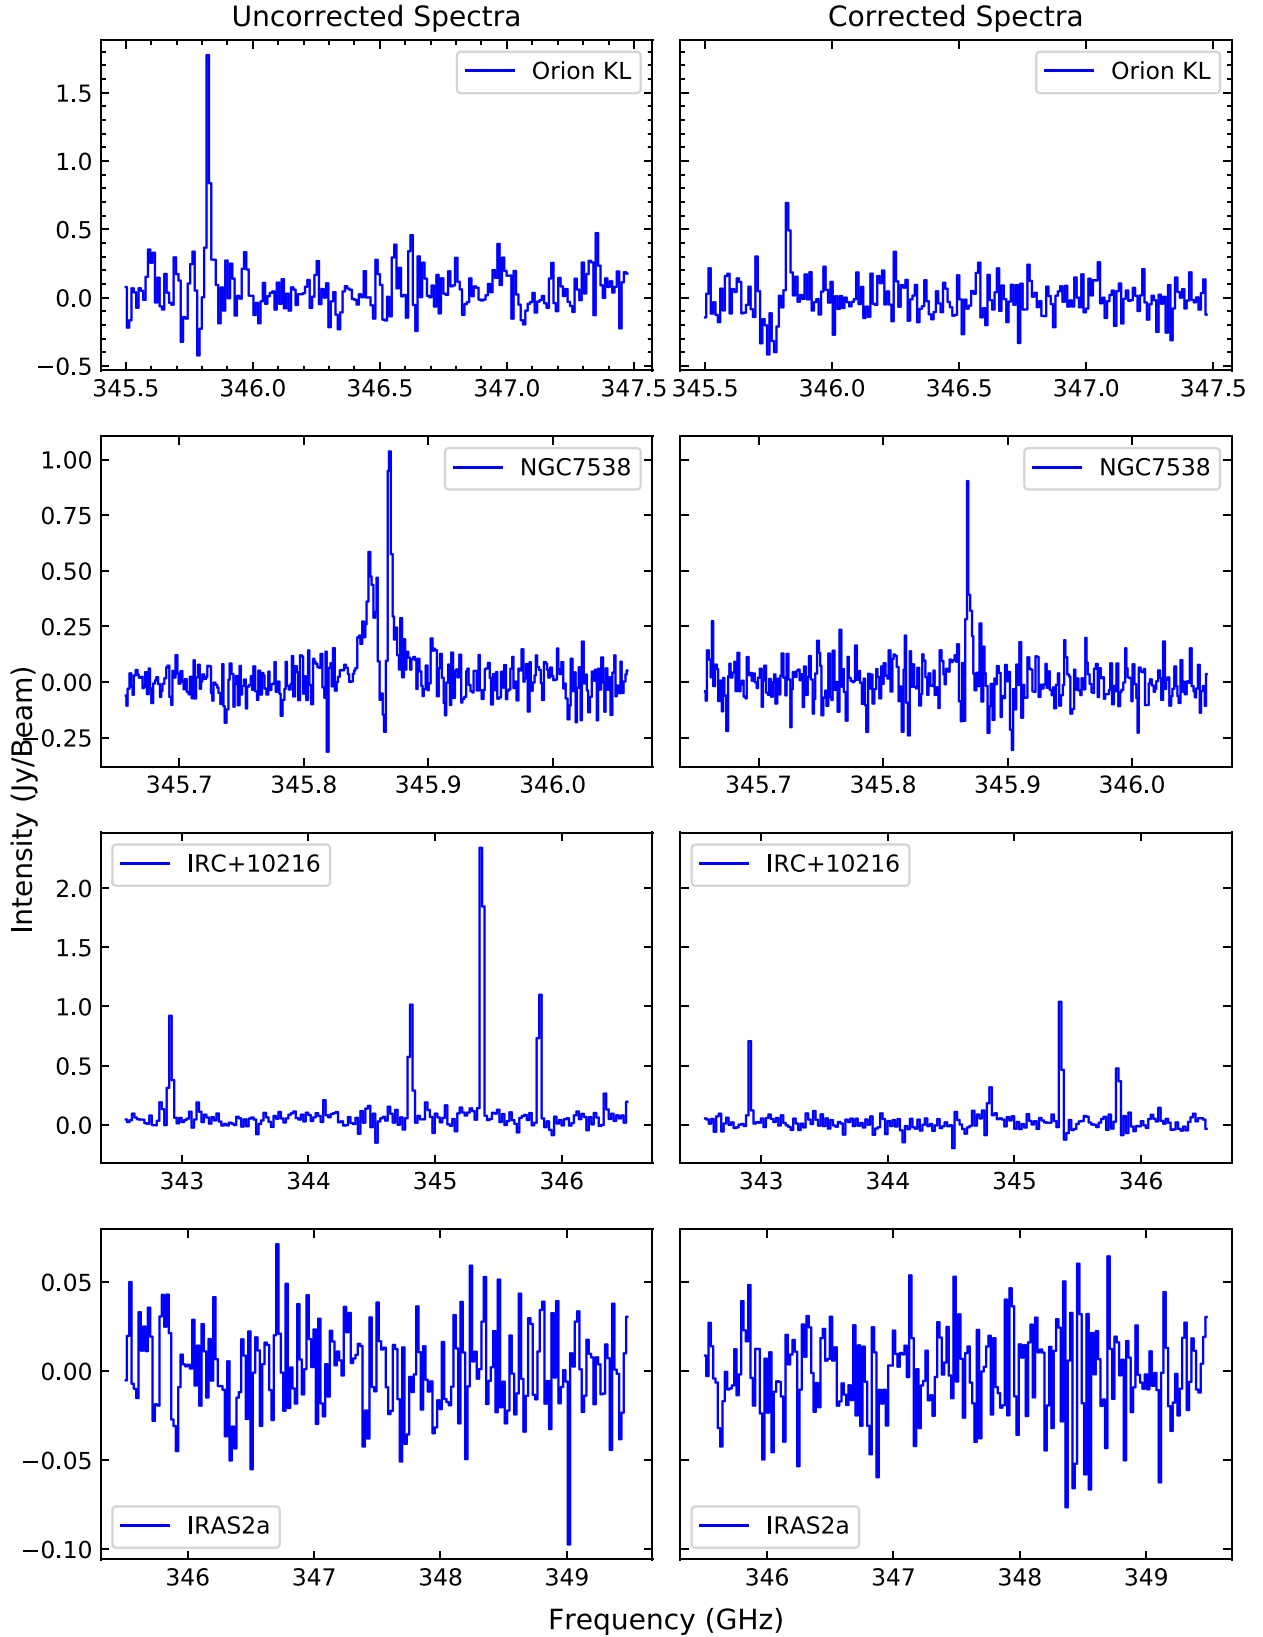 Uncorrected Spectra Corrected Spectra
Orion KL Orion KL
1.5
1.0
0.5
0.0
−0.5
345.5 346.0 346.5 347.0 347.5 345.5 346.0 346.5 347.0 347.5
NGC7538 NGC7538
1.00
0.75
0.50
0.25
0.00
−0.25
345.7 345.8 345.9 346.0 345.7 345.8 345.9 346.0
Intensity (Jy/Beam)
IRC+10216 IRC+10216
2.0
1.5
1.0
0.5
0.0
343 344 345 346 343 344 345 346
0.05
0.00
−0.05
−0.10
IRAS2a IRAS2a
346 347 348 349 346 347 348 349
Frequency (GHz)